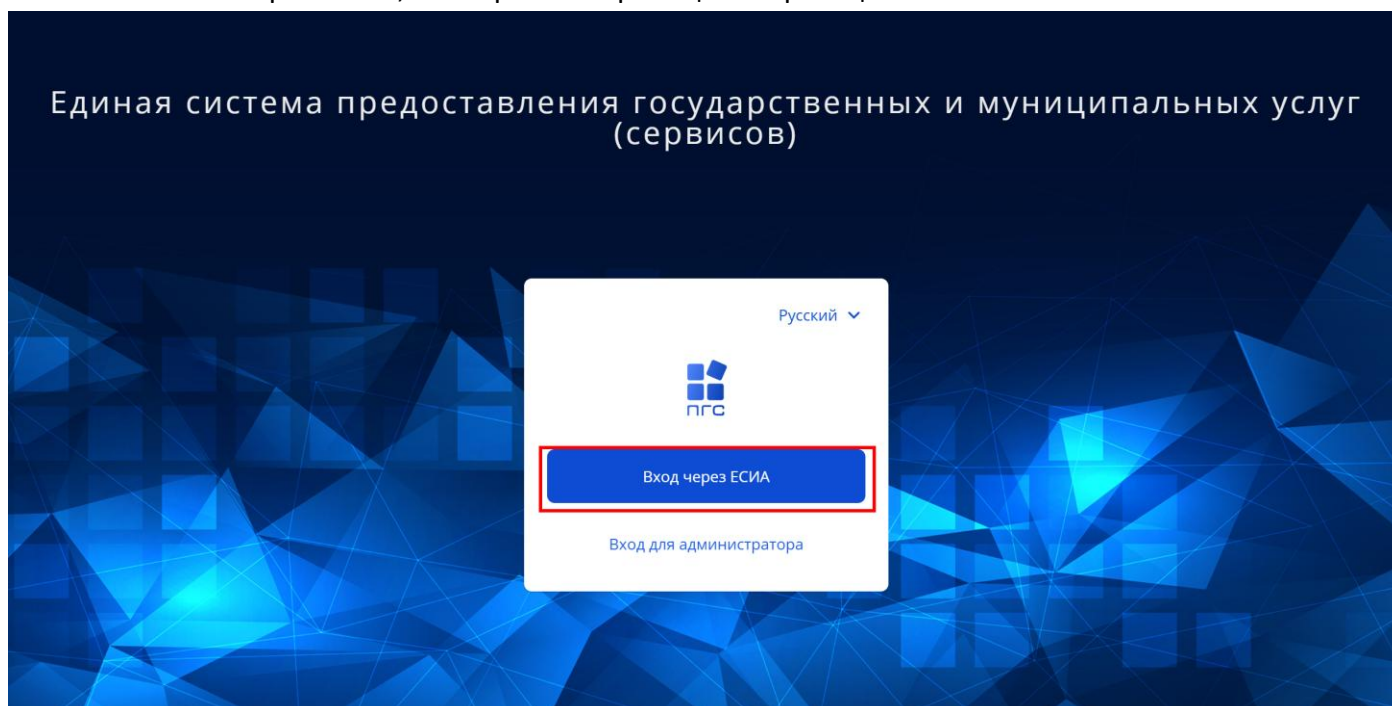 Единая система предоставления государственных и муниципальных услуг
(сервисов)
Русский
ПГС
Вход через ЕСИА
Вход для администратора